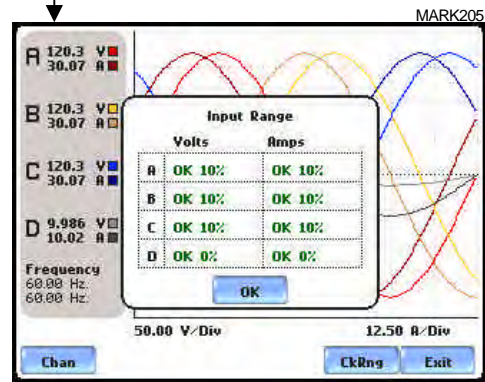 MARK205
A 120.3 V
30.07 A
B 120.3 V
30.07 A
C 120.3 V
30.07 A
D 9.986 V
10.02 A
Frequency
60.00 Hz.
60.00 Hz.
Input Range
Volts Amps
A OK 10% OK 10%
B OK 10% OK 10%
C OK 10% OK 10%
D OK 0% OK 0%
OK
50.00 V/Div 12.50 A/Div
Chan CkRng Exit